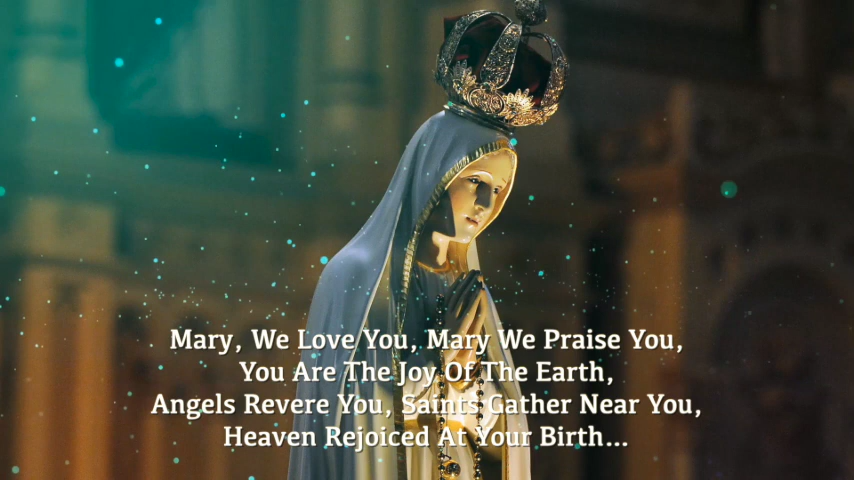 Mary, We Love You, Mary We Praise You,
You Are The Joy Of The Earth,
Angels Revere You, Saints Gather Near You,
Heaven Rejoiced At Your Birth...